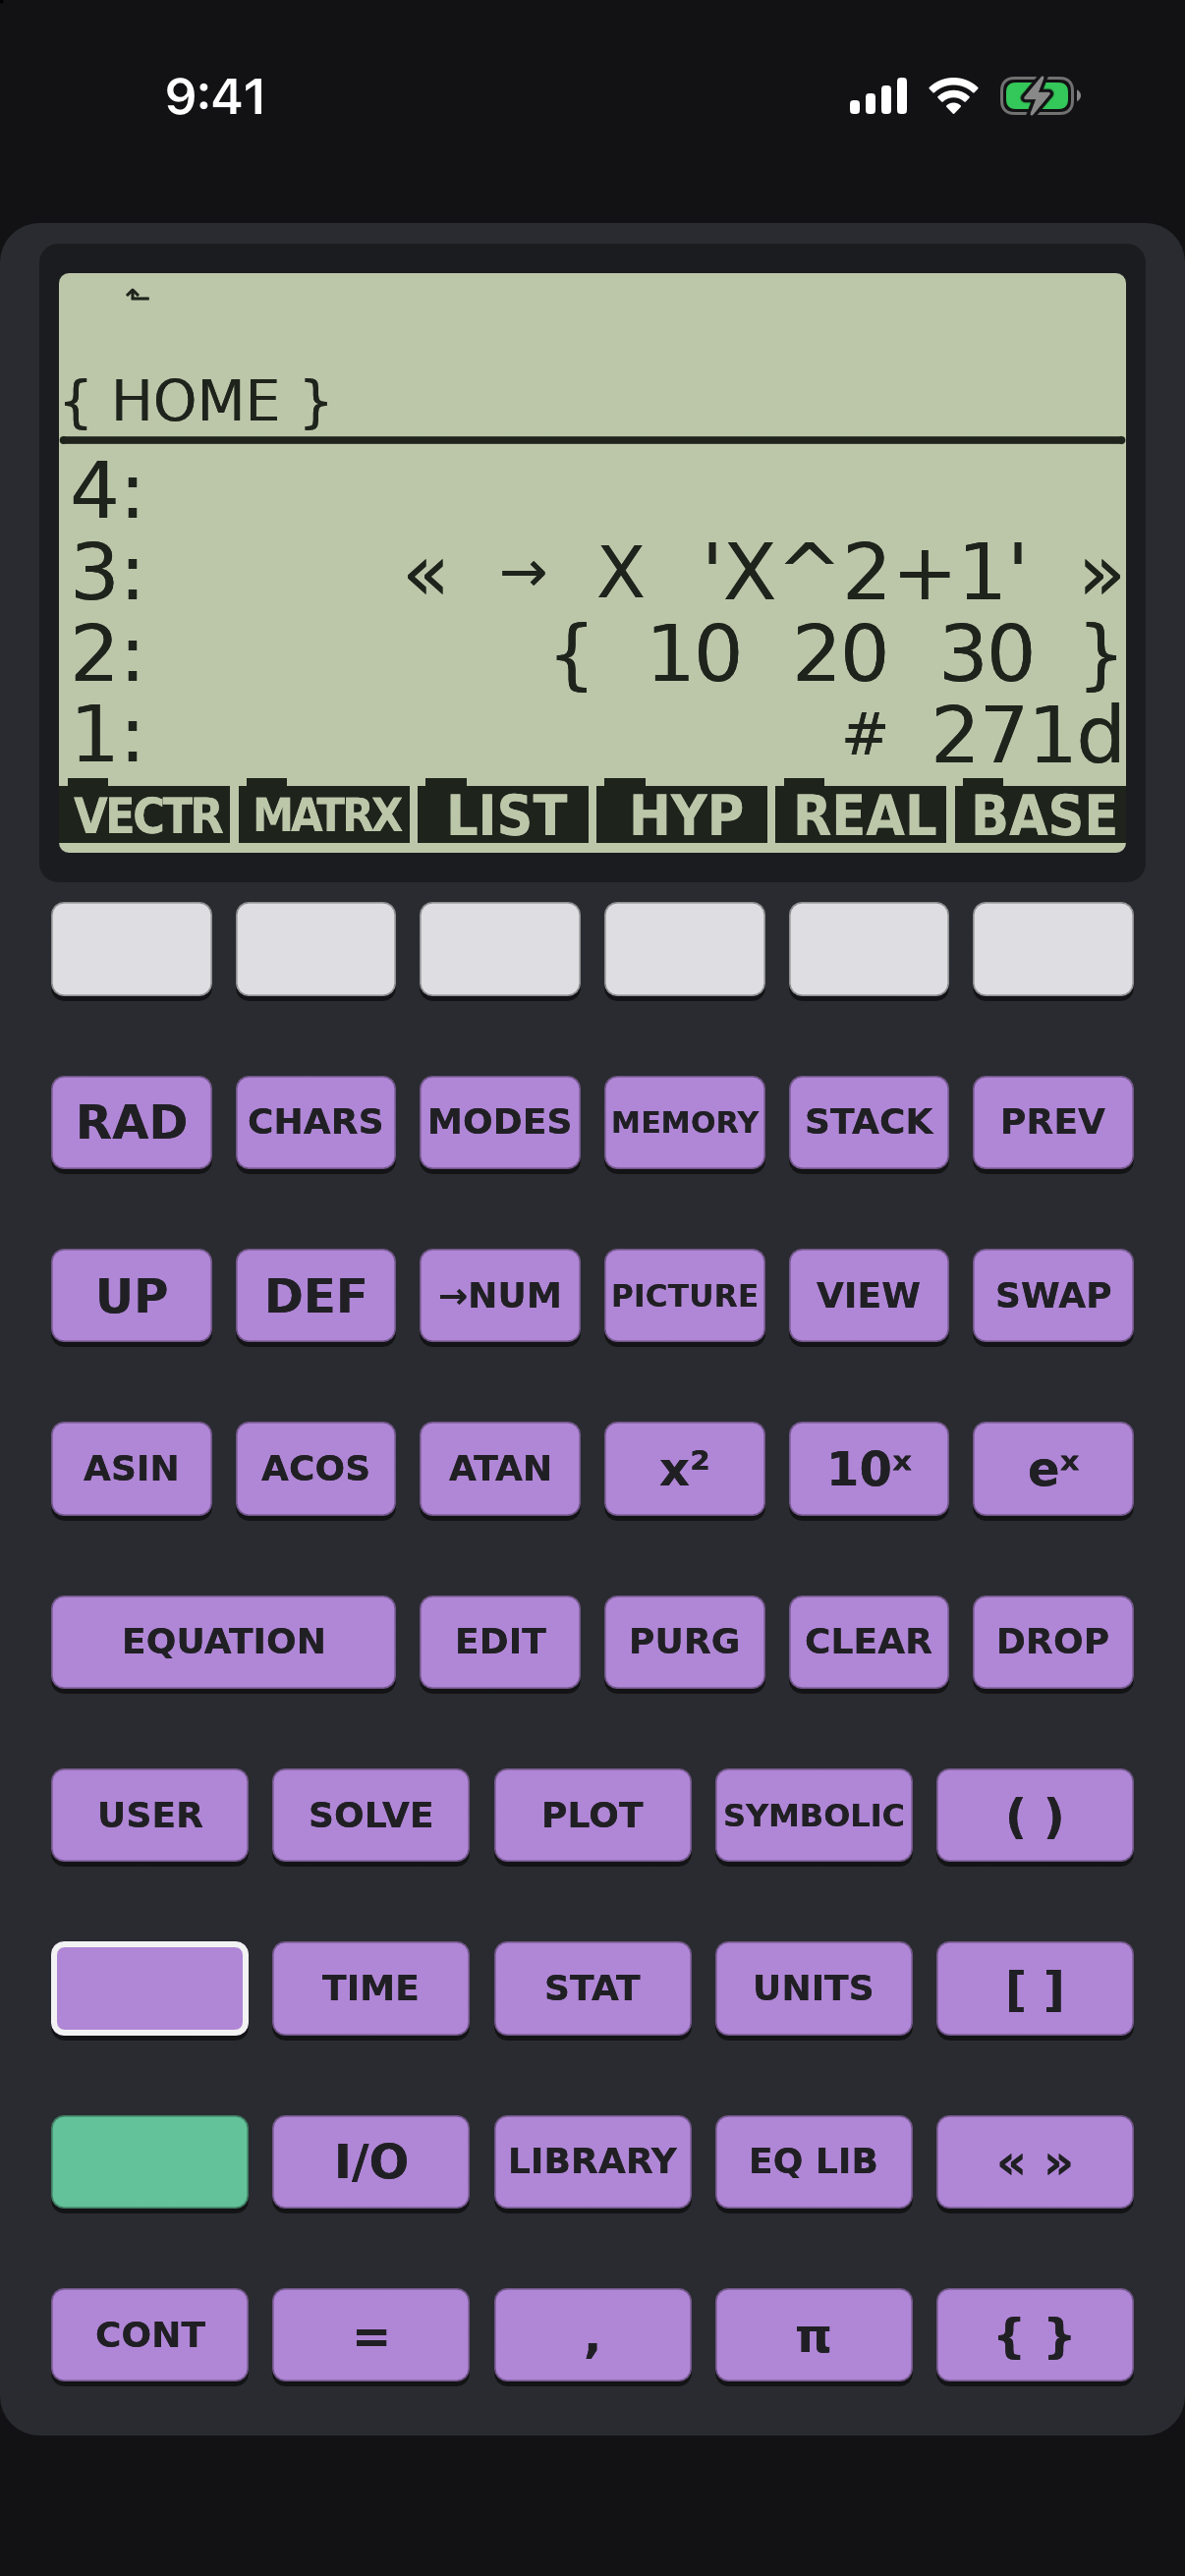 9:41
⬑
{ HOME }
4:
3: « → X 'X^2+1' »
2: { 10 20 30 }
1: # 271d
VECTR MATRX LIST HYP REAL BASE
RAD CHARS MODES MEMORY STACK PREV
UP DEF →NUM PICTURE VIEW SWAP
ASIN ACOS ATAN x² 10ˣ eˣ
EQUATION EDIT PURG CLEAR DROP
USER SOLVE PLOT SYMBOLIC ( )
TIME STAT UNITS [ ]
I/O LIBRARY EQ LIB « »
CONT = , π { }